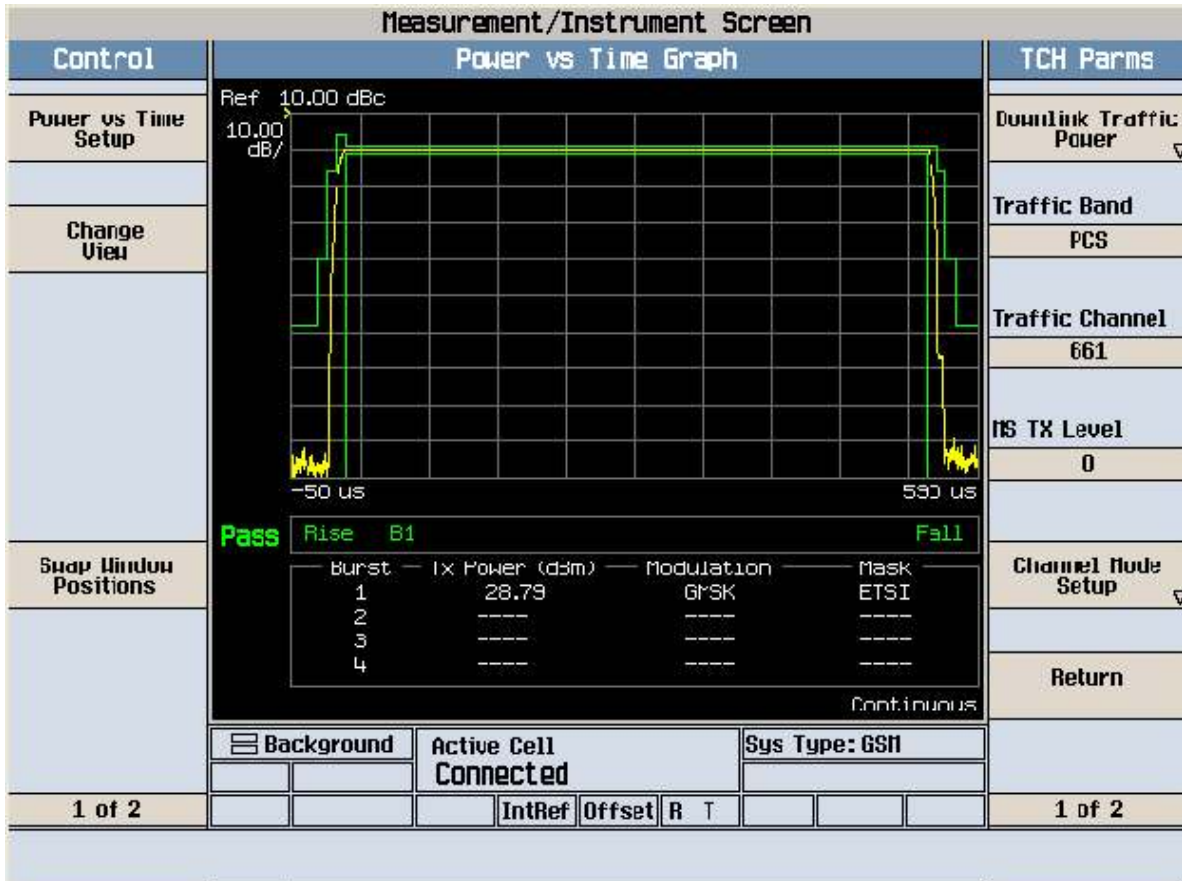 Measurement/Instrument Screen
Control
Power vs Time Graph
TCH Parms
Power vs Time
Setup
Change
View
Swap Window
Positions
1 of 2
Ref 10.00 dBc
10.00
dB/
-50 us
590 us
Pass
Rise B1 Fall
Burst Tx Power (dBm) Modulation Mask
1 28.79 GMSK ETSI
2 ---- ---- ----
3 ---- ---- ----
4 ---- ---- ----
Continuous
Background
Active Cell
Connected
Sys Type: GSM
IntRef Offset R T
Downlink Traffic
Power
Traffic Band
PCS
Traffic Channel
661
MS TX Level
0
Channel Mode
Setup
Return
1 of 2